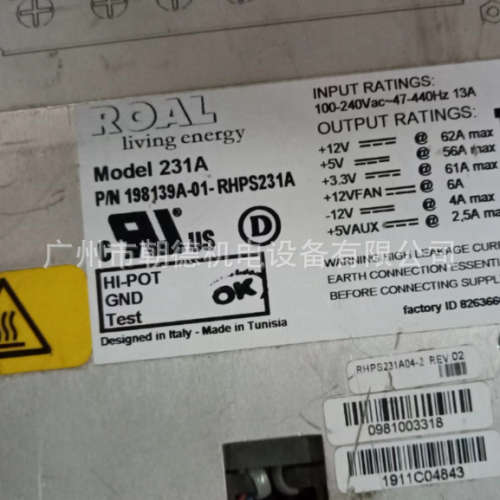 ROAL
living energy
Model 231A
P/N 198139A-01-RHPS231A
C UL US D
HI-POT
GND
Test
OK
Designed in Italy - Made in Tunisia
INPUT RATINGS:
100-240Vac~47-440Hz 13A
OUTPUT RATINGS:
+12V @ 62A max
+5V @ 56A max
+3.3V @ 61A max
+12VFAN @ 6A
-12V @ 4A max
+5VAUX @ 2,5A max
WARNING HIGH LEAKAGE CURR
EARTH CONNECTION ESSENTI
BEFORE CONNECTING SUPPLY
factory ID 8263666
广州市朝德机电设备有限公司
RHPS231A04-2 REV 02
0981003318
1911C04843